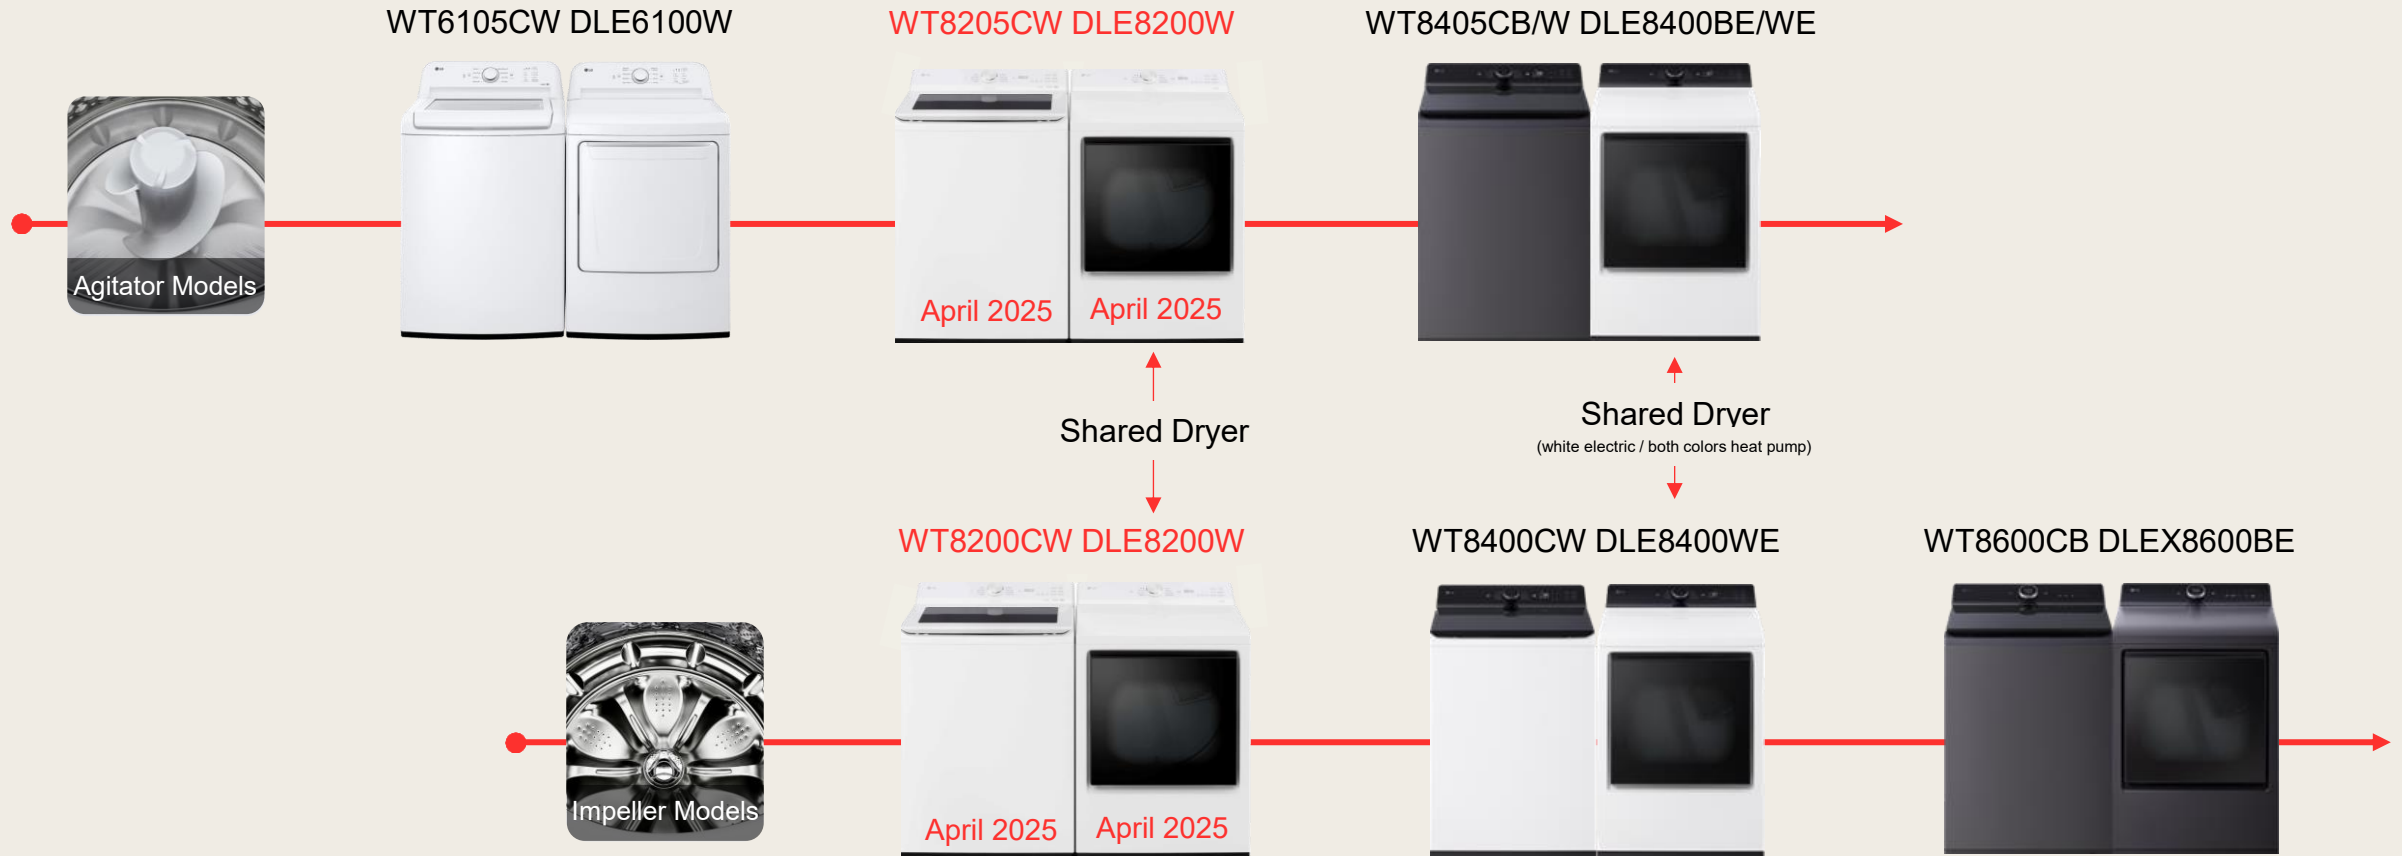 WT6105CW DLE6100W
WT8205CW DLE8200W
WT8405CB/W DLE8400BE/WE
Agitator Models
April 2025
April 2025
Shared Dryer
Shared Dryer
(white electric / both colors heat pump)
WT8200CW DLE8200W
WT8400CW DLE8400WE
WT8600CB DLEX8600BE
Impeller Models
April 2025
April 2025